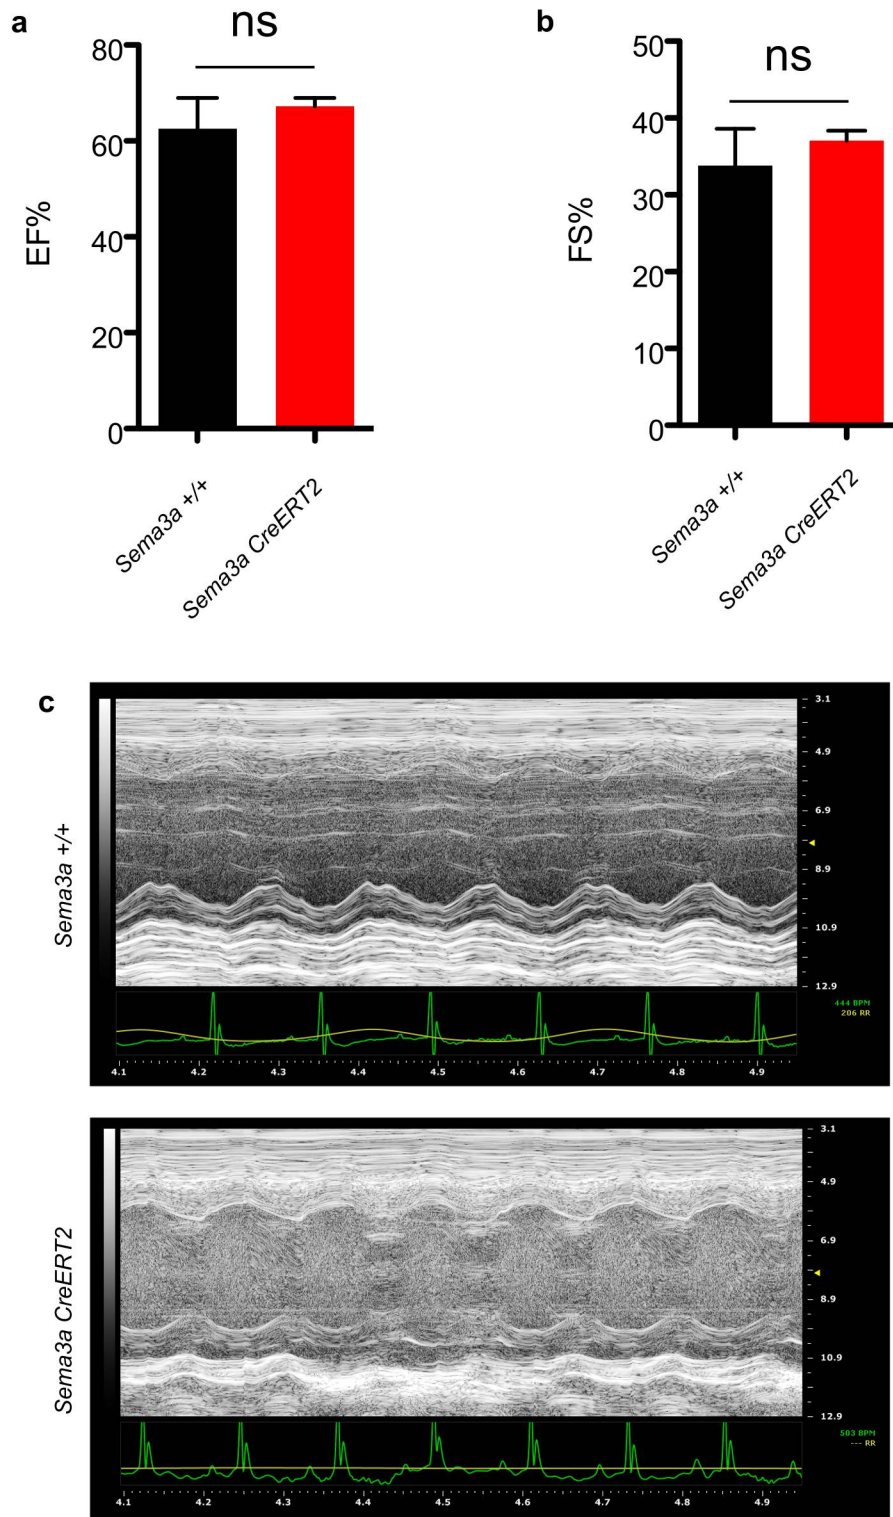 a
ns
80
60
40
20
0
EF%
Sema3a +/+
Sema3a CreERT2
b
ns
50
40
30
20
10
0
FS%
Sema3a +/+
Sema3a CreERT2
c
Sema3a +/+
3.1
4.9
6.9
8.9
10.9
12.9
444 BPM
206 RR
4.1 4.2 4.3 4.4 4.5 4.6 4.7 4.8 4.9
Sema3a CreERT2
3.1
4.9
6.9
8.9
10.9
12.9
503 BPM
--- RR
4.1 4.2 4.3 4.4 4.5 4.6 4.7 4.8 4.9